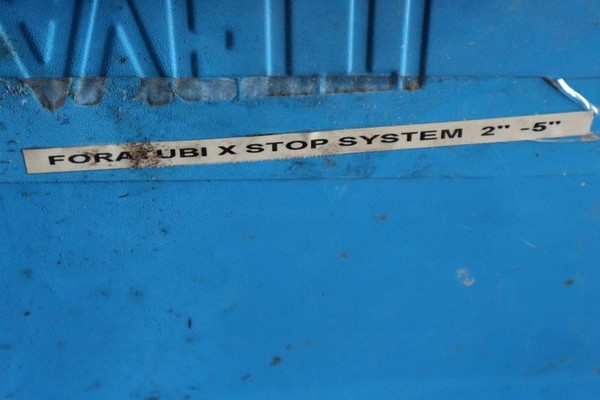 FORATUBI X STOP SYSTEM 2" -5"